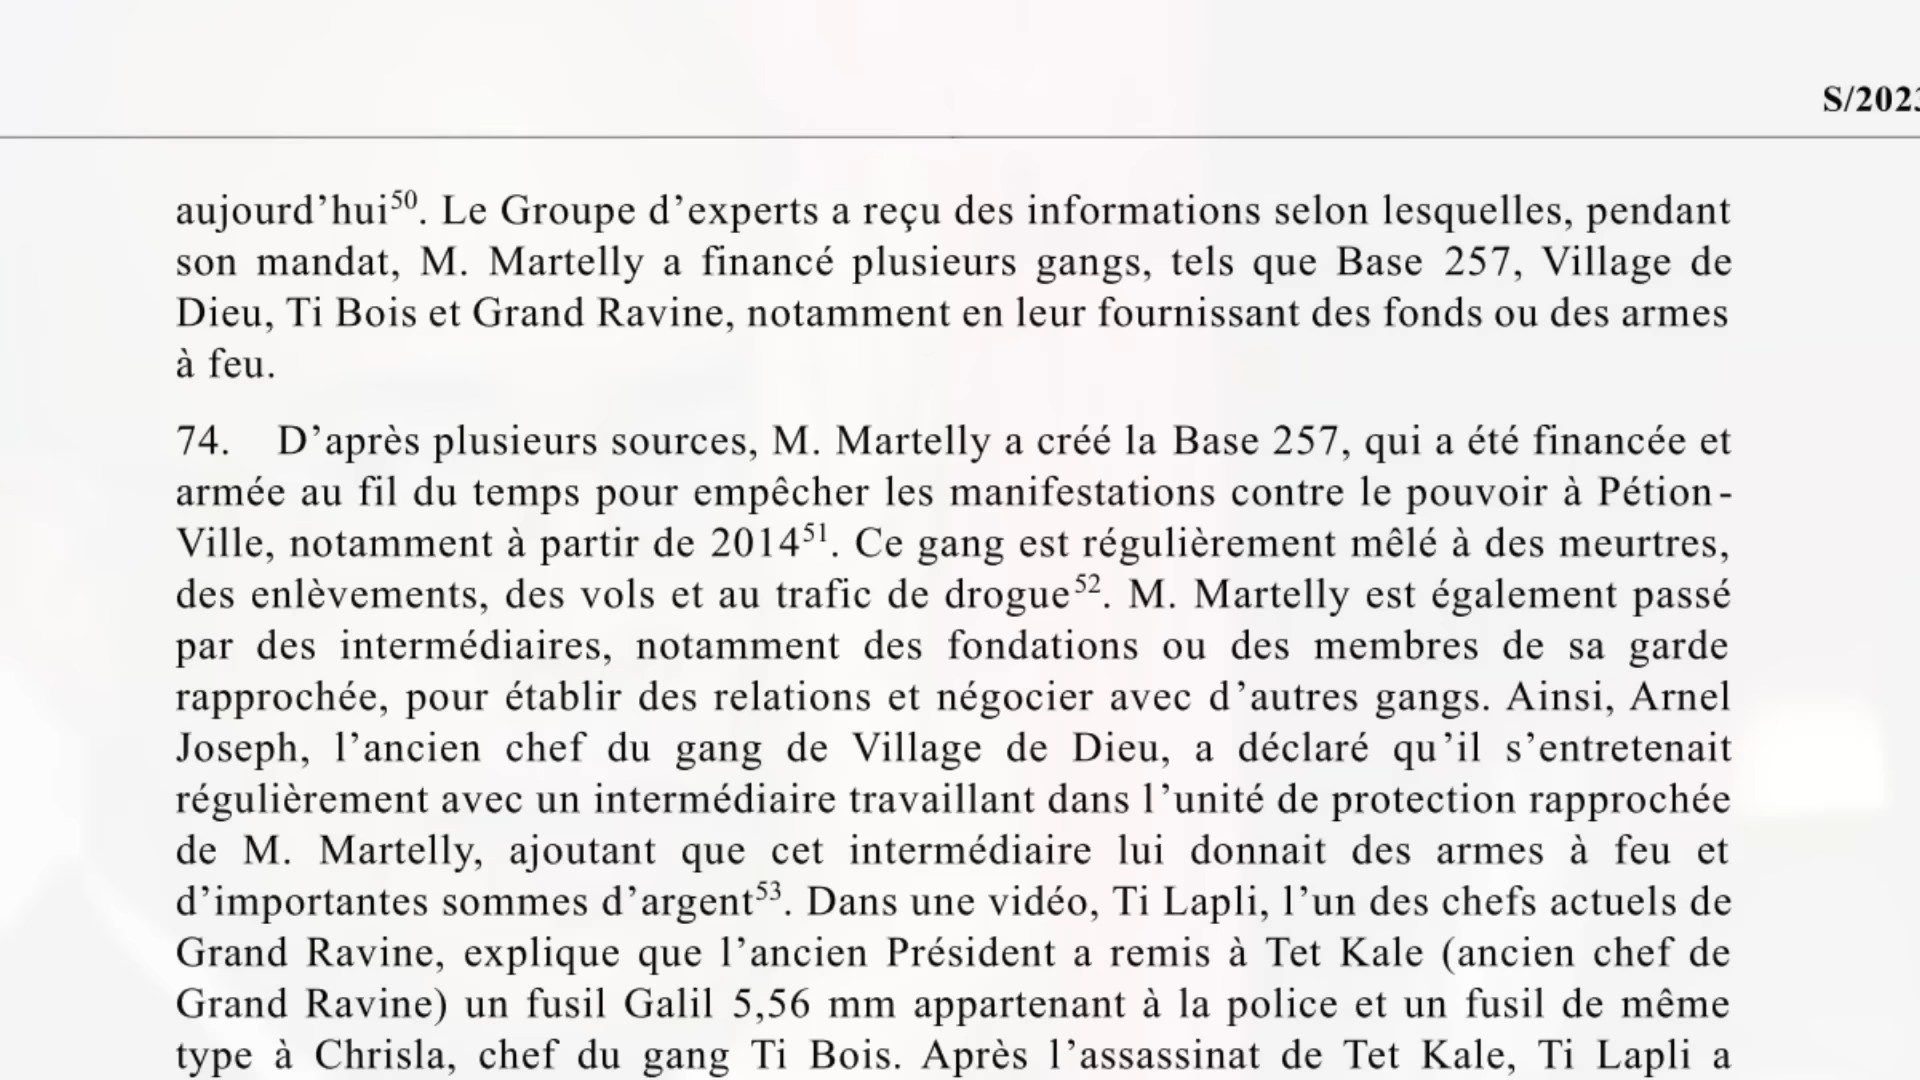 S/2023
aujourd’hui50. Le Groupe d’experts a reçu des informations selon lesquelles, pendant
son mandat, M. Martelly a financé plusieurs gangs, tels que Base 257, Village de
Dieu, Ti Bois et Grand Ravine, notamment en leur fournissant des fonds ou des armes
à feu.
74. D’après plusieurs sources, M. Martelly a créé la Base 257, qui a été financée et
armée au fil du temps pour empêcher les manifestations contre le pouvoir à Pétion-
Ville, notamment à partir de 201451. Ce gang est régulièrement mêlé à des meurtres,
des enlèvements, des vols et au trafic de drogue52. M. Martelly est également passé
par des intermédiaires, notamment des fondations ou des membres de sa garde
rapprochée, pour établir des relations et négocier avec d’autres gangs. Ainsi, Arnel
Joseph, l’ancien chef du gang de Village de Dieu, a déclaré qu’il s’entretenait
régulièrement avec un intermédiaire travaillant dans l’unité de protection rapprochée
de M. Martelly, ajoutant que cet intermédiaire lui donnait des armes à feu et
d’importantes sommes d’argent53. Dans une vidéo, Ti Lapli, l’un des chefs actuels de
Grand Ravine, explique que l’ancien Président a remis à Tet Kale (ancien chef de
Grand Ravine) un fusil Galil 5,56 mm appartenant à la police et un fusil de même
type à Chrisla, chef du gang Ti Bois. Après l’assassinat de Tet Kale, Ti Lapli a